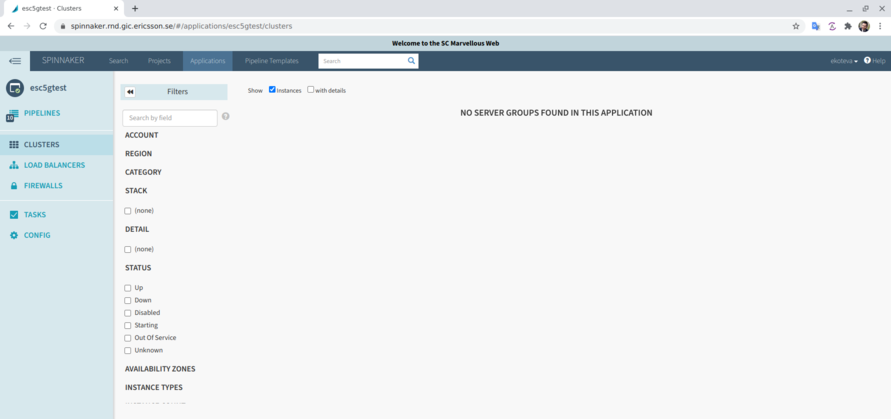 esc5gtest - Clusters
spinnaker.rnd.gic.ericsson.se/#/applications/esc5gtest/clusters
Welcome to the SC Marvellous Web
SPINNAKER
Search
Projects
Applications
Pipeline Templates
Search
ekoteva
Help
esc5gtest
10
PIPELINES
CLUSTERS
LOAD BALANCERS
FIREWALLS
TASKS
CONFIG
Filters
Search by field
ACCOUNT
REGION
CATEGORY
STACK
(none)
DETAIL
(none)
STATUS
Up
Down
Disabled
Starting
Out Of Service
Unknown
AVAILABILITY ZONES
INSTANCE TYPES
Show Instances with details
NO SERVER GROUPS FOUND IN THIS APPLICATION